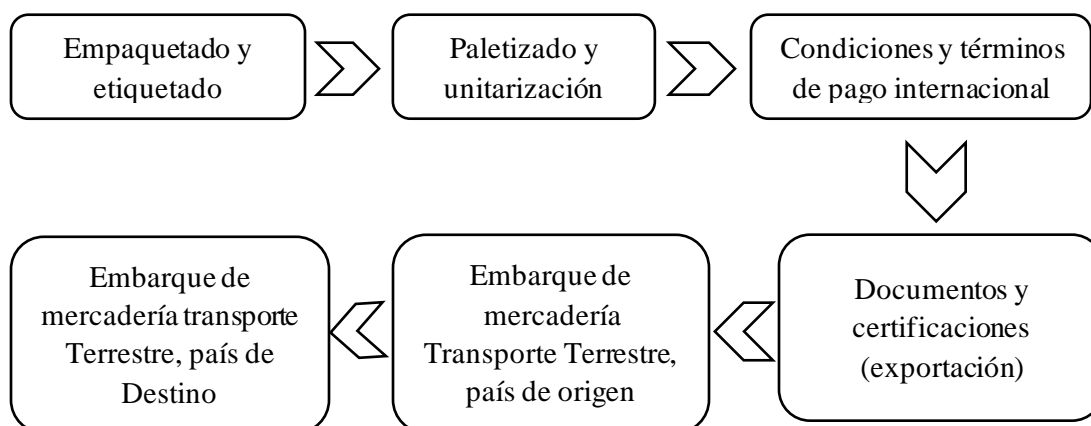 Empaquetado y
etiquetado
Paletizado y
unitarización
Condiciones y términos
de pago internacional
Documentos y
certificaciones
(exportación)
Embarque de
mercadería
Transporte Terrestre,
país de origen
Embarque de
mercadería transporte
Terrestre, país de
Destino